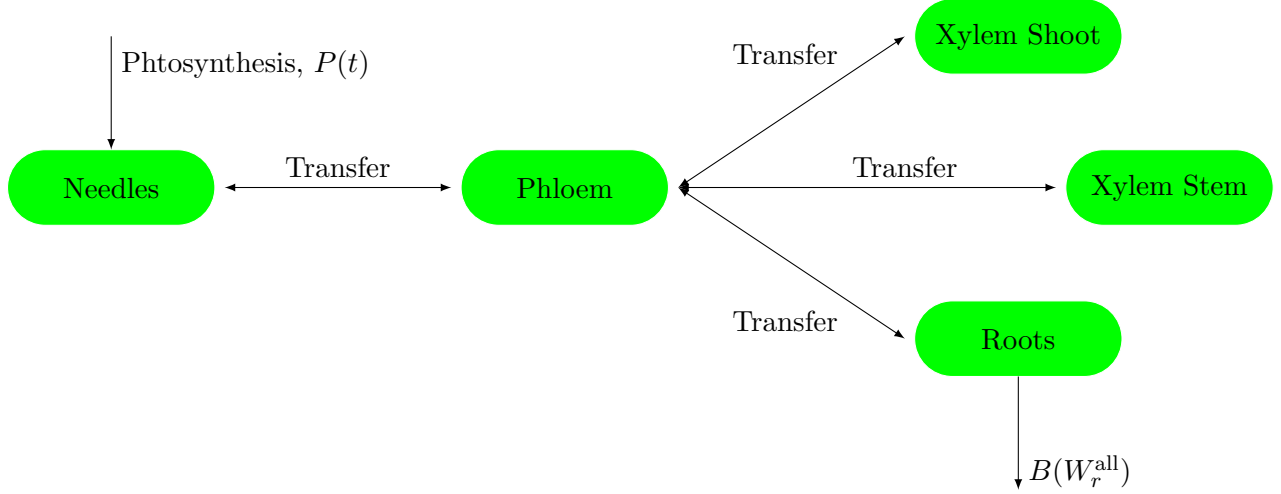 Xylem Shoot
Transfer
Phtosynthesis, P(t)
Needles
Transfer
Phloem
Transfer
Xylem Stem
Transfer
Roots
B(W_r^all)